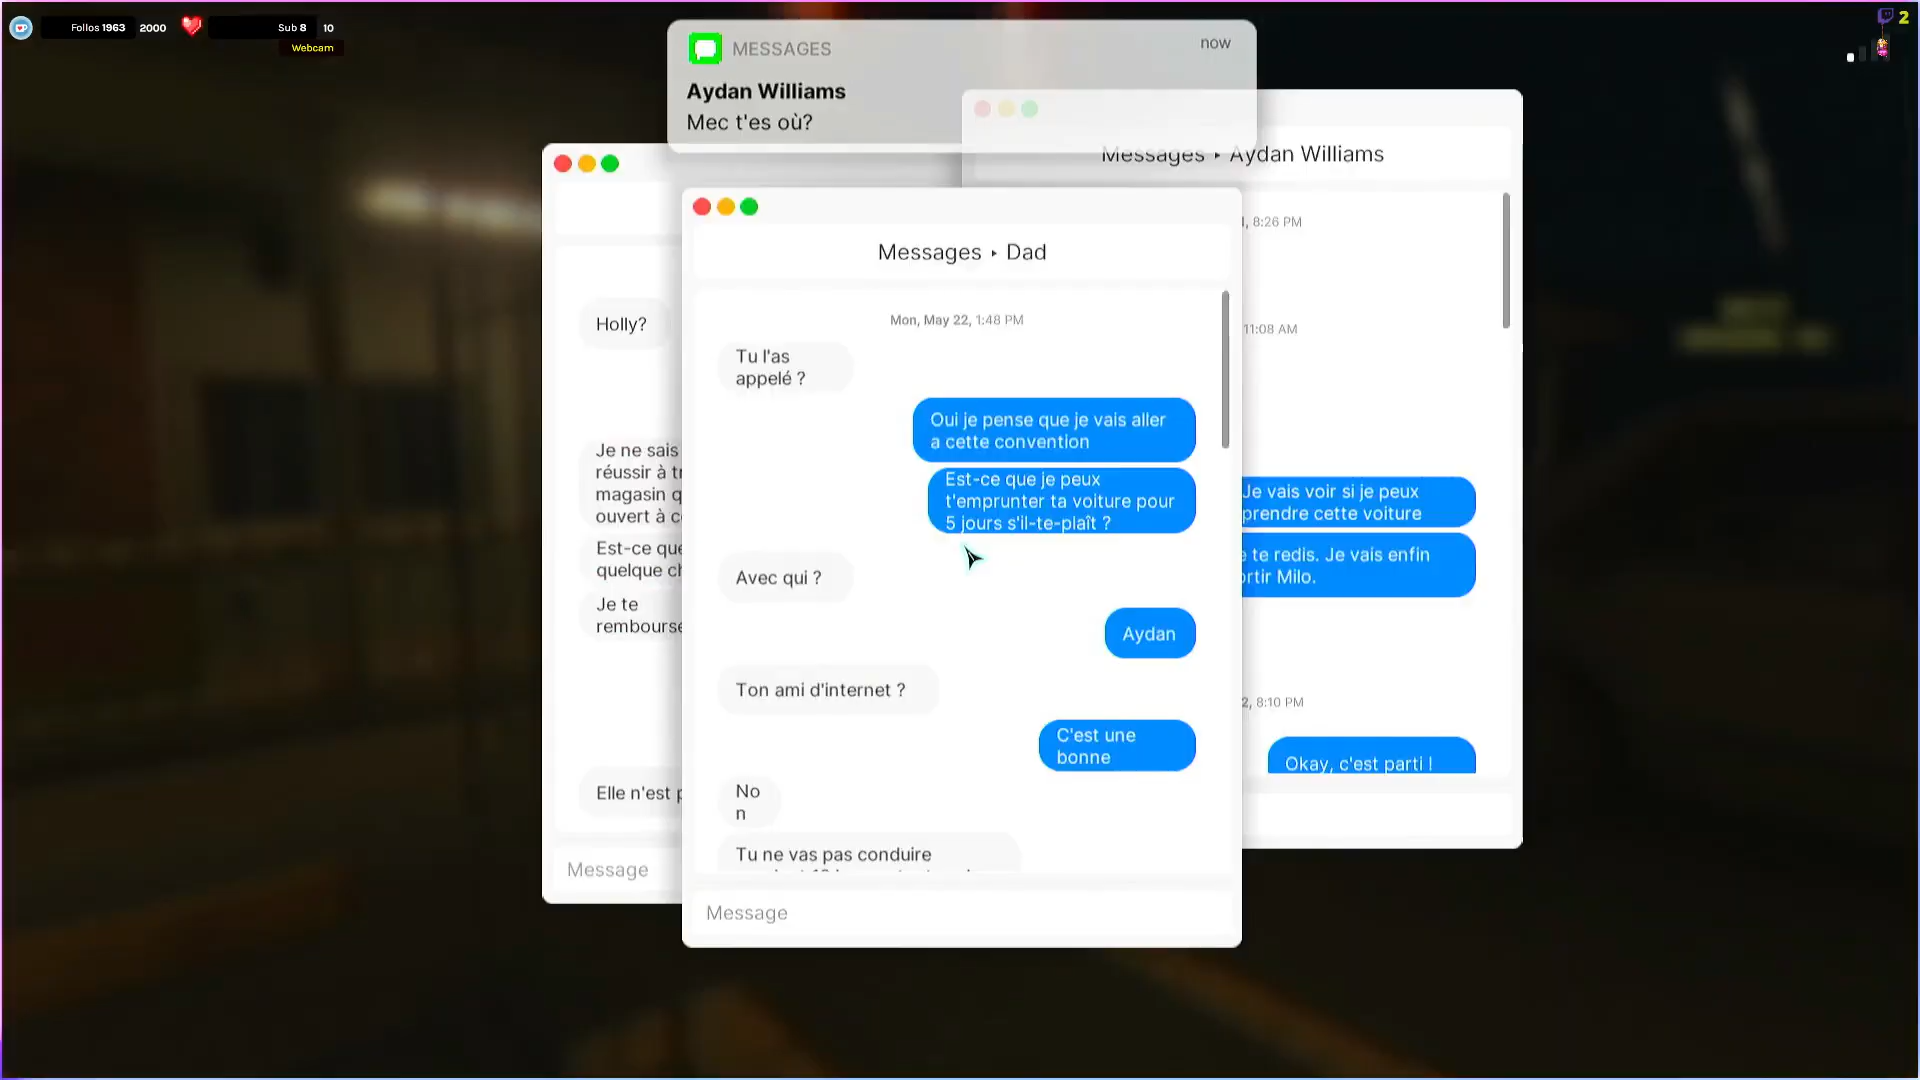 Follos 1963 2000
Sub 8 10
Webcam
2
MESSAGES
now
Aydan Williams
Mec t'es où?
Holly?
Je ne sais
réussir à
magasin
ouvert à
Est-ce que
quelque
Je te
Elle n'est
Message
Messages ▸ Dad
Mon, May 22, 1:48 PM
Tu l'as
appelé ?
Oui je pense que je vais aller
a cette convention
Est-ce que je peux
t'emprunter ta voiture pour
5 jours s'il-te-plaît ?
Avec qui ?
Aydan
Ton ami d'internet ?
C'est une
bonne
No
n
Tu ne vas pas conduire
Message
Messages ▸ Aydan Williams
8:26 PM
11:08 AM
Je vais voir si je peux
prendre cette voiture
te redis. Je vais enfin
Milo.
8:10 PM
Okay, c'est parti !